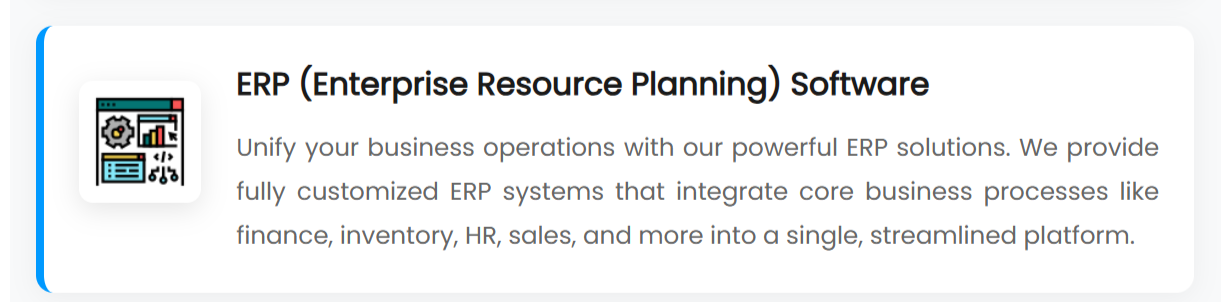 ERP (Enterprise Resource Planning) Software
Unify your business operations with our powerful ERP solutions. We provide
fully customized ERP systems that integrate core business processes like
finance, inventory, HR, sales, and more into a single, streamlined platform.